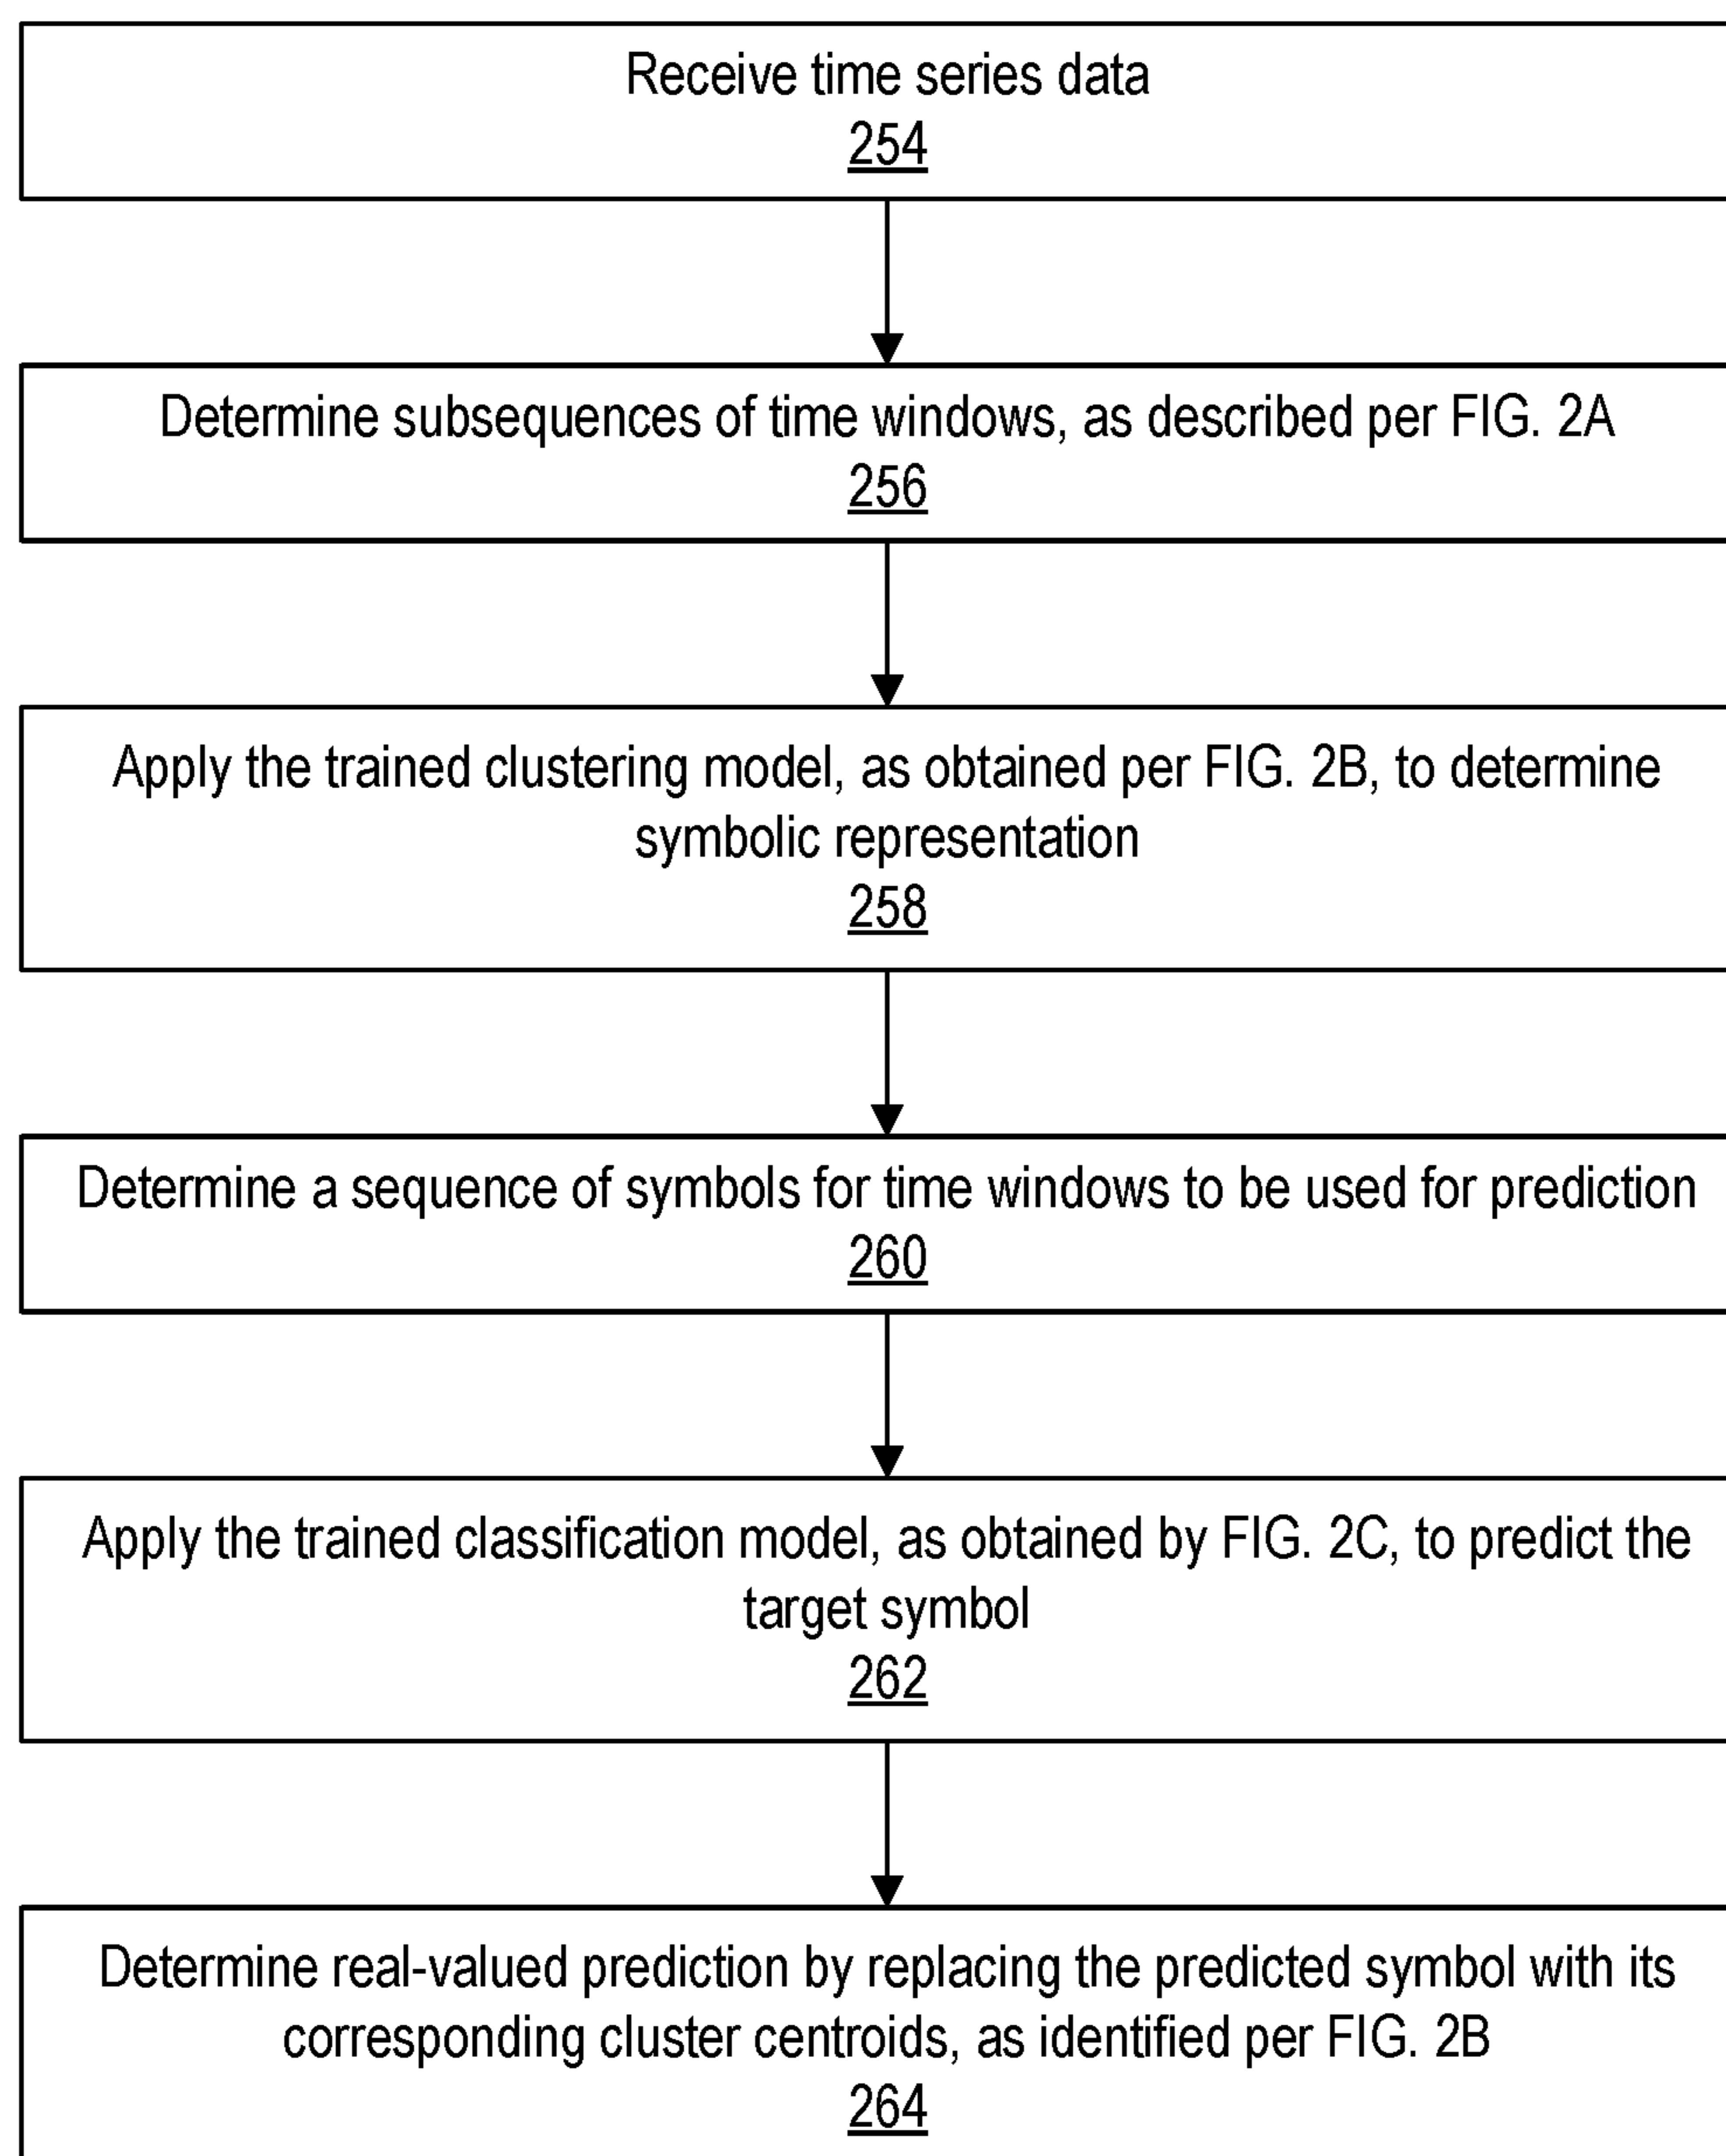 Receive time series data
254
Determine subsequences of time windows, as described per FIG. 2A
256
Apply the trained clustering model, as obtained per FIG. 2B, to determine
symbolic representation
258
Determine a sequence of symbols for time windows to be used for prediction
260
Apply the trained classification model, as obtained by FIG. 2C, to predict the
target symbol
262
Determine real-valued prediction by replacing the predicted symbol with its
corresponding cluster centroids, as identified per FIG. 2B
264